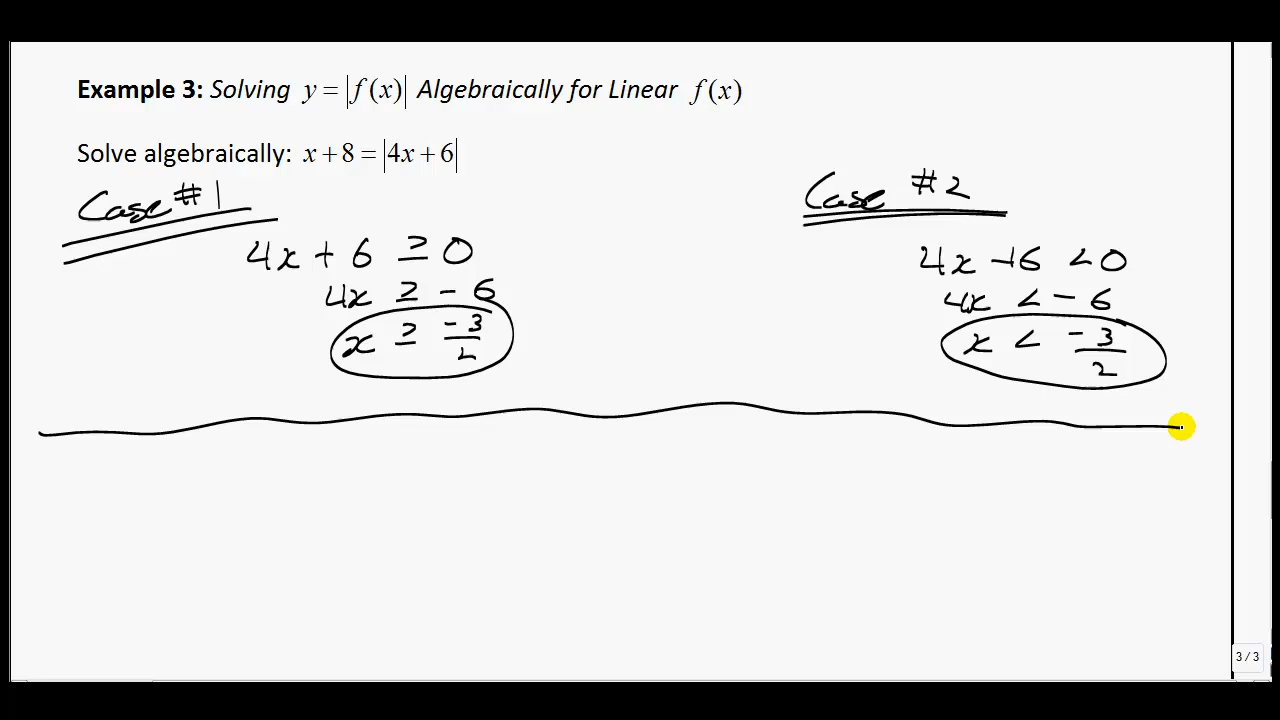 Example 3: Solving y = |f(x)| Algebraically for Linear f(x)
Solve algebraically: x + 8 = |4x + 6|
Case #1
4x + 6 ≥ 0
4x ≥ -6
x ≥ -3/2
Case #2
4x + 6 < 0
4x < -6
x < -3/2
3 / 3